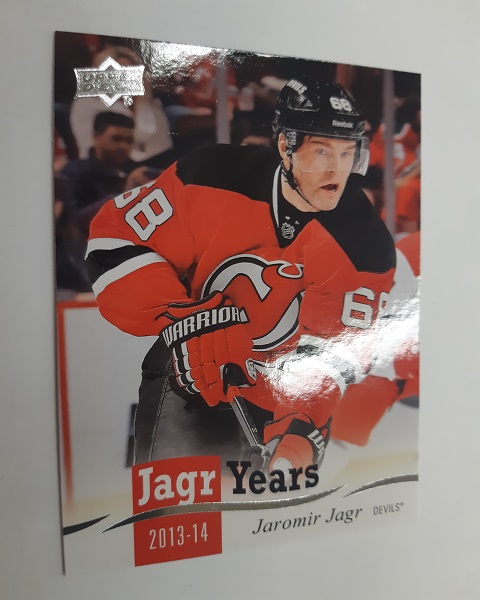 UPPER DECK
68
Reebok
68
68
WARRIOR
Jagr Years
2013-14
Jaromir Jagr DEVILS®